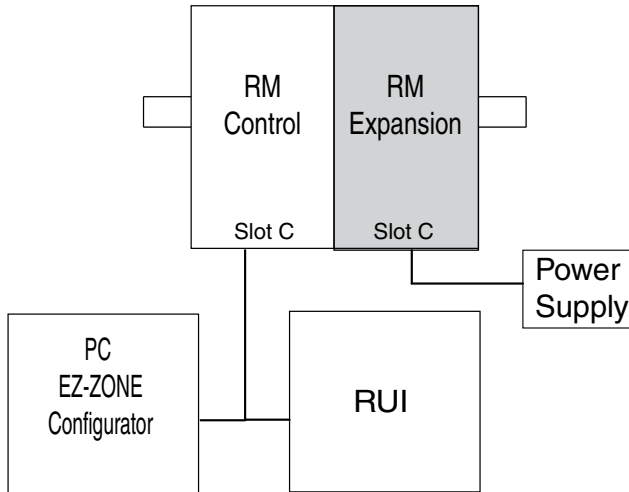 RM
Control
RM
Expansion
Slot C
Slot C
Power
Supply
PC
EZ-ZONE
Configurator
RUI